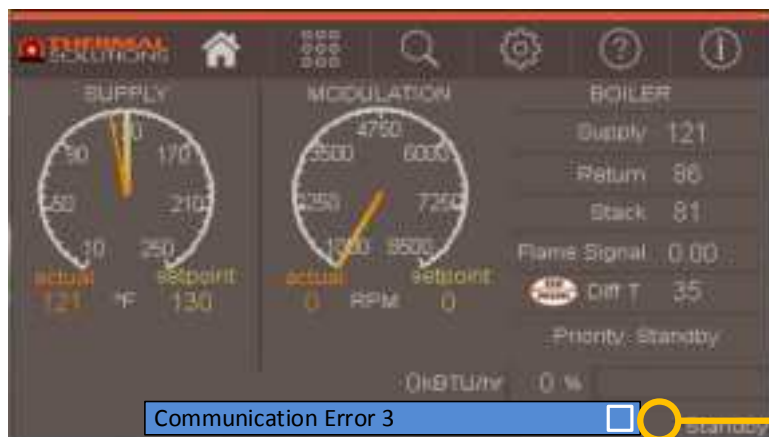 THERMAL
SOLUTIONS
SUPPLY
130
90 170
50 210
10 250
actual setpoint
121 °F 130
MODULATION
4750
3500 6000
2250 7250
1000 8500
actual setpoint
0 RPM 0
BOILER
Supply 121
Return 86
Stack 81
Flame Signal 0.00
Diff T 35
Priority: Standby
0kBTU/hr 0 %
Communication Error 3
Standby